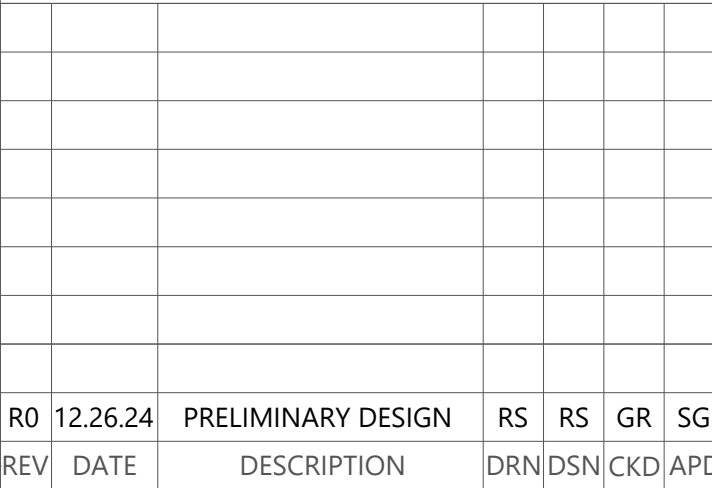 R0 12.26.24 PRELIMINARY DESIGN RS RS GR SG
REV DATE DESCRIPTION DRN DSN CKD APD